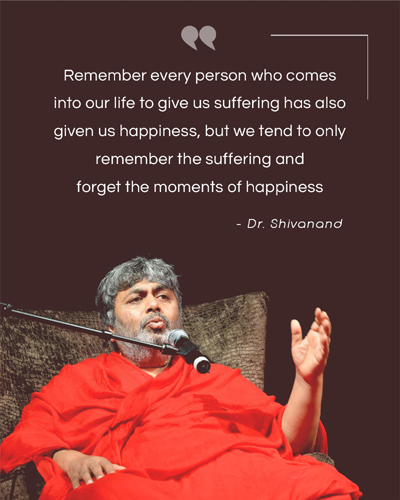 Remember every person who comes
into our life to give us suffering has also
given us happiness, but we tend to only
remember the suffering and
forget the moments of happiness
- Dr. Shivanand